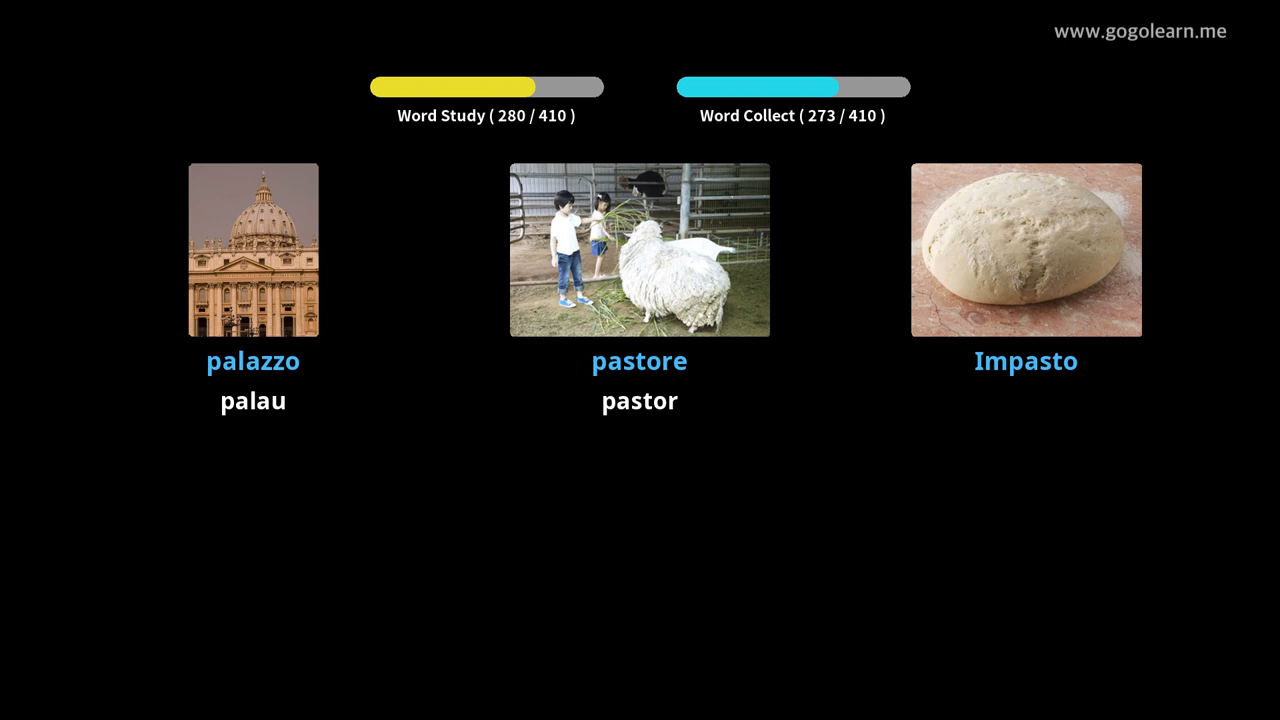 www.gogolearn.me
Word Study ( 280 / 410 )
Word Collect ( 273 / 410 )
palazzo
palau
pastore
pastor
Impasto